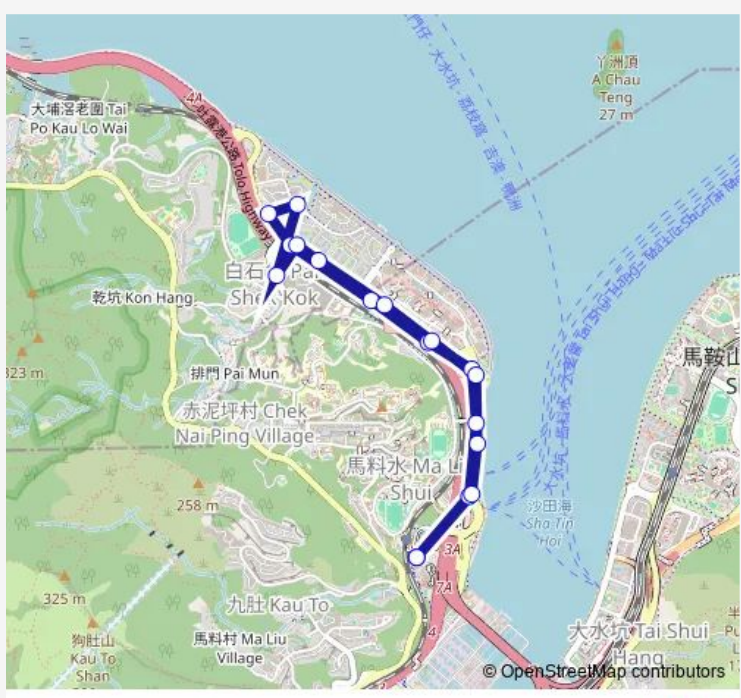 大埔滘老圍 Tai
Po Kau Lo Wai
4A
吐露港公路 Tolo Highway
丫洲頂
A Chau
Teng
27 m
乾坑 Kon Hang
Shek Kok
323 m
排門 Pai Mun
赤泥坪村 Chek
Nai Ping Village
馬料水 Ma
Shui
258 m
馬鞍山
S
沙田海
Sha Tin
Hoi
3A
7A
4
325 m
九肚 Kau To
狗肚山
Kau To
Shan
馬料村 Ma Liu
Village
大水坑 Tai Shui
Hang
© OpenStreetMap contributors